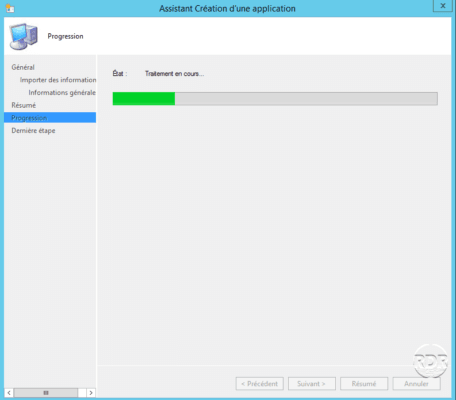 Assistant Création d'une application
x
Progression
Général
Importer des information
Informations générale
Résumé
Progression
Dernière étape
État : Traitement en cours...
< Précédent Suivant > Résumé Annuler
RDR